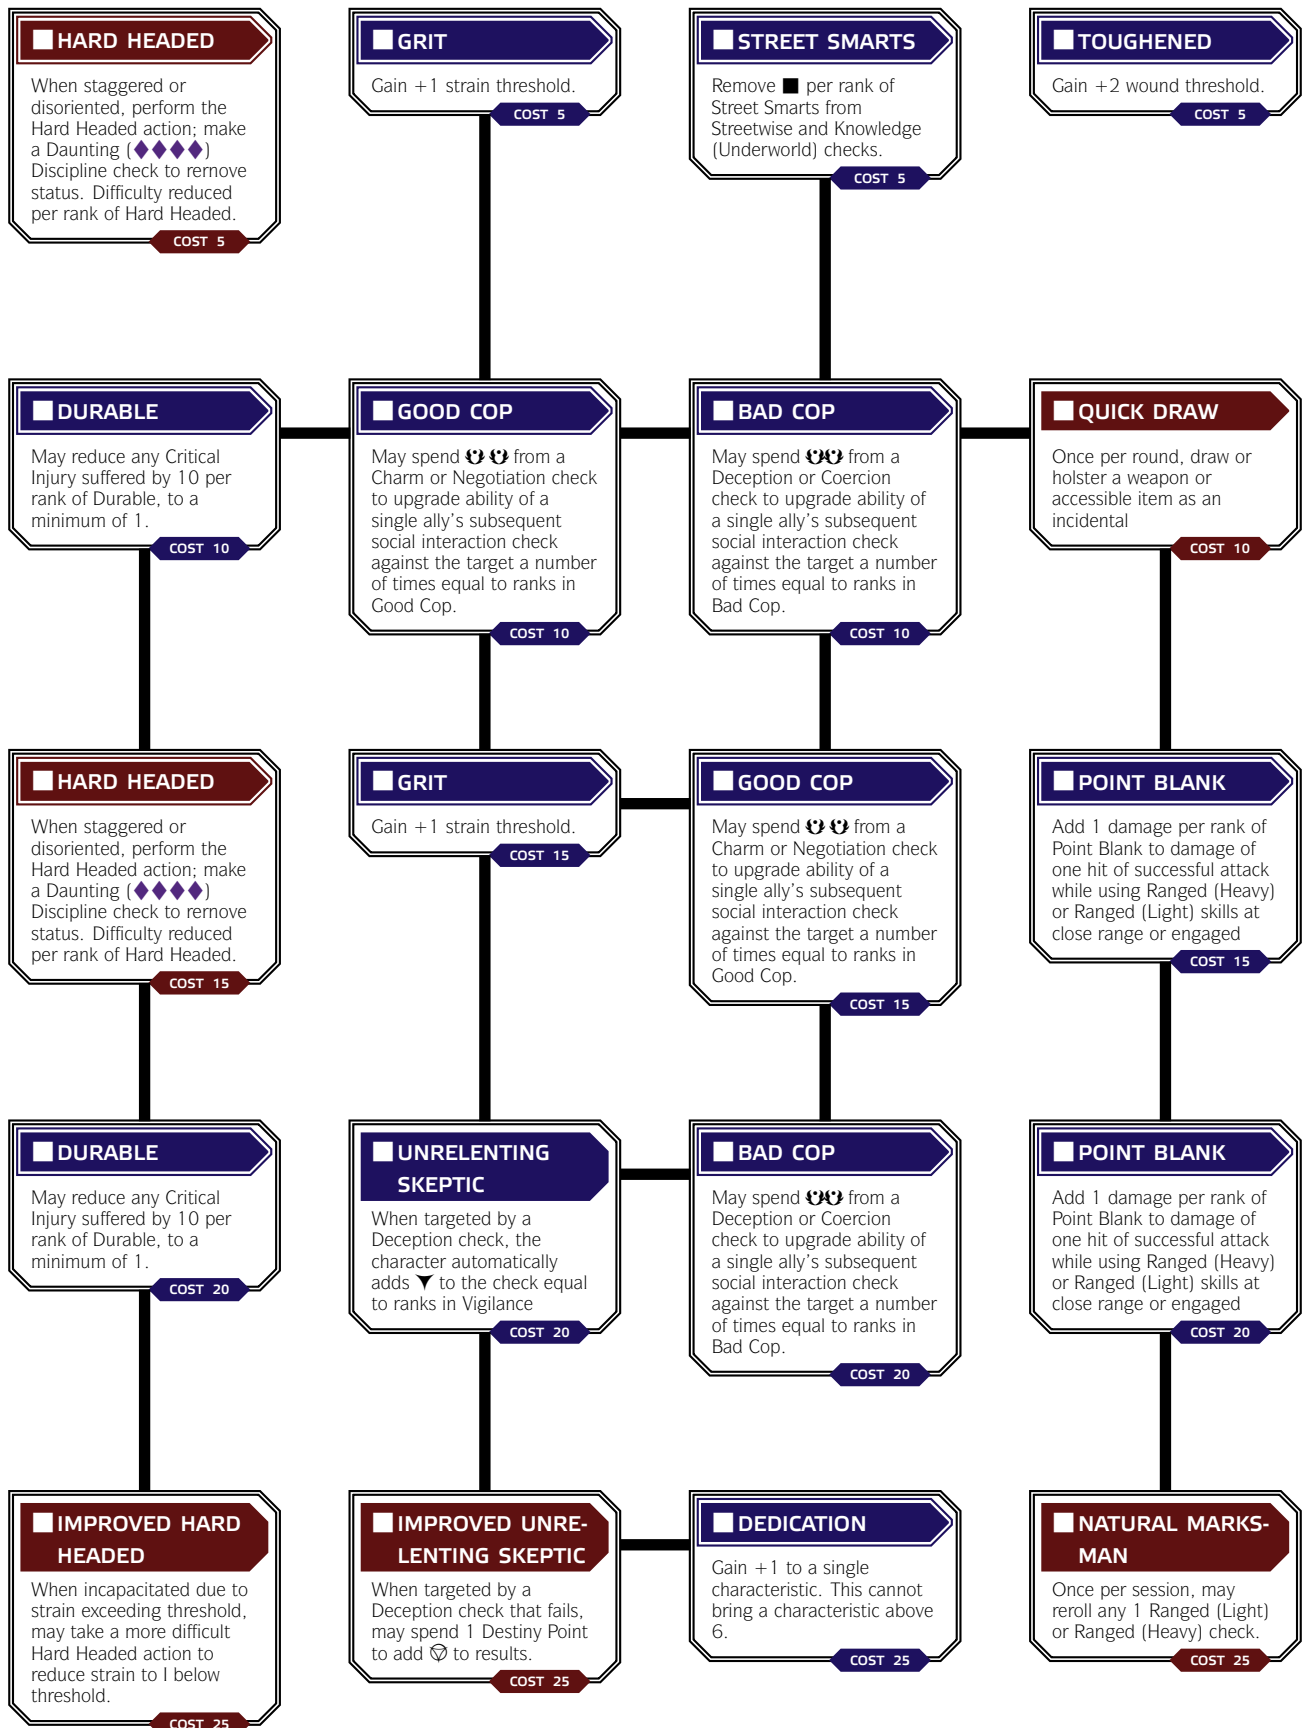 HARD HEADED
When staggered or
disoriented, perform the
Hard Headed action; make
a Daunting (◆◆◆◆)
Discipline check to rernove
status. Difficulty reduced
per rank of Hard Headed.
COST 5
GRIT
Gain +1 strain threshold.
COST 5
STREET SMARTS
Remove ■ per rank of
Street Smarts from
Streetwise and Knowledge
(Underworld) checks.
COST 5
TOUGHENED
Gain +2 wound threshold.
COST 5
DURABLE
May reduce any Critical
Injury suffered by 10 per
rank of Durable, to a
minimum of 1.
COST 10
GOOD COP
May spend from a
Charm or Negotiation check
to upgrade ability of a
single ally's subsequent
social interaction check
against the target a number
of times equal to ranks in
Good Cop.
COST 10
BAD COP
May spend from a
Deception or Coercion
check to upgrade ability of
a single ally's subsequent
social interaction check
against the target a number
of times equal to ranks in
Bad Cop.
COST 10
QUICK DRAW
Once per round, draw or
holster a weapon or
accessible item as an
incidental
COST 10
HARD HEADED
When staggered or
disoriented, perform the
Hard Headed action; make
a Daunting (◆◆◆◆)
Discipline check to rernove
status. Difficulty reduced
per rank of Hard Headed.
COST 15
GRIT
Gain +1 strain threshold.
COST 15
GOOD COP
May spend from a
Charm or Negotiation check
to upgrade ability of a
single ally's subsequent
social interaction check
against the target a number
of times equal to ranks in
Good Cop.
COST 15
POINT BLANK
Add 1 damage per rank of
Point Blank to damage of
one hit of successful attack
while using Ranged (Heavy)
or Ranged (Light) skills at
close range or engaged
COST 15
DURABLE
May reduce any Critical
Injury suffered by 10 per
rank of Durable, to a
minimum of 1.
COST 20
UNRELENTING
SKEPTIC
When targeted by a
Deception check, the
character automatically
adds to the check equal
to ranks in Vigilance
COST 20
BAD COP
May spend from a
Deception or Coercion
check to upgrade ability of
a single ally's subsequent
social interaction check
against the target a number
of times equal to ranks in
Bad Cop.
COST 20
POINT BLANK
Add 1 damage per rank of
Point Blank to damage of
one hit of successful attack
while using Ranged (Heavy)
or Ranged (Light) skills at
close range or engaged
COST 20
IMPROVED HARD
HEADED
When incapacitated due to
strain exceeding threshold,
may take a more difficult
Hard Headed action to
reduce strain to I below
threshold.
COST 25
IMPROVED UNRE-
LENTING SKEPTIC
When targeted by a
Deception check that fails,
may spend 1 Destiny Point
to add to results.
COST 25
DEDICATION
Gain +1 to a single
characteristic. This cannot
bring a characteristic above
6.
COST 25
NATURAL MARKS-
MAN
Once per session, may
reroll any 1 Ranged (Light)
or Ranged (Heavy) check.
COST 25